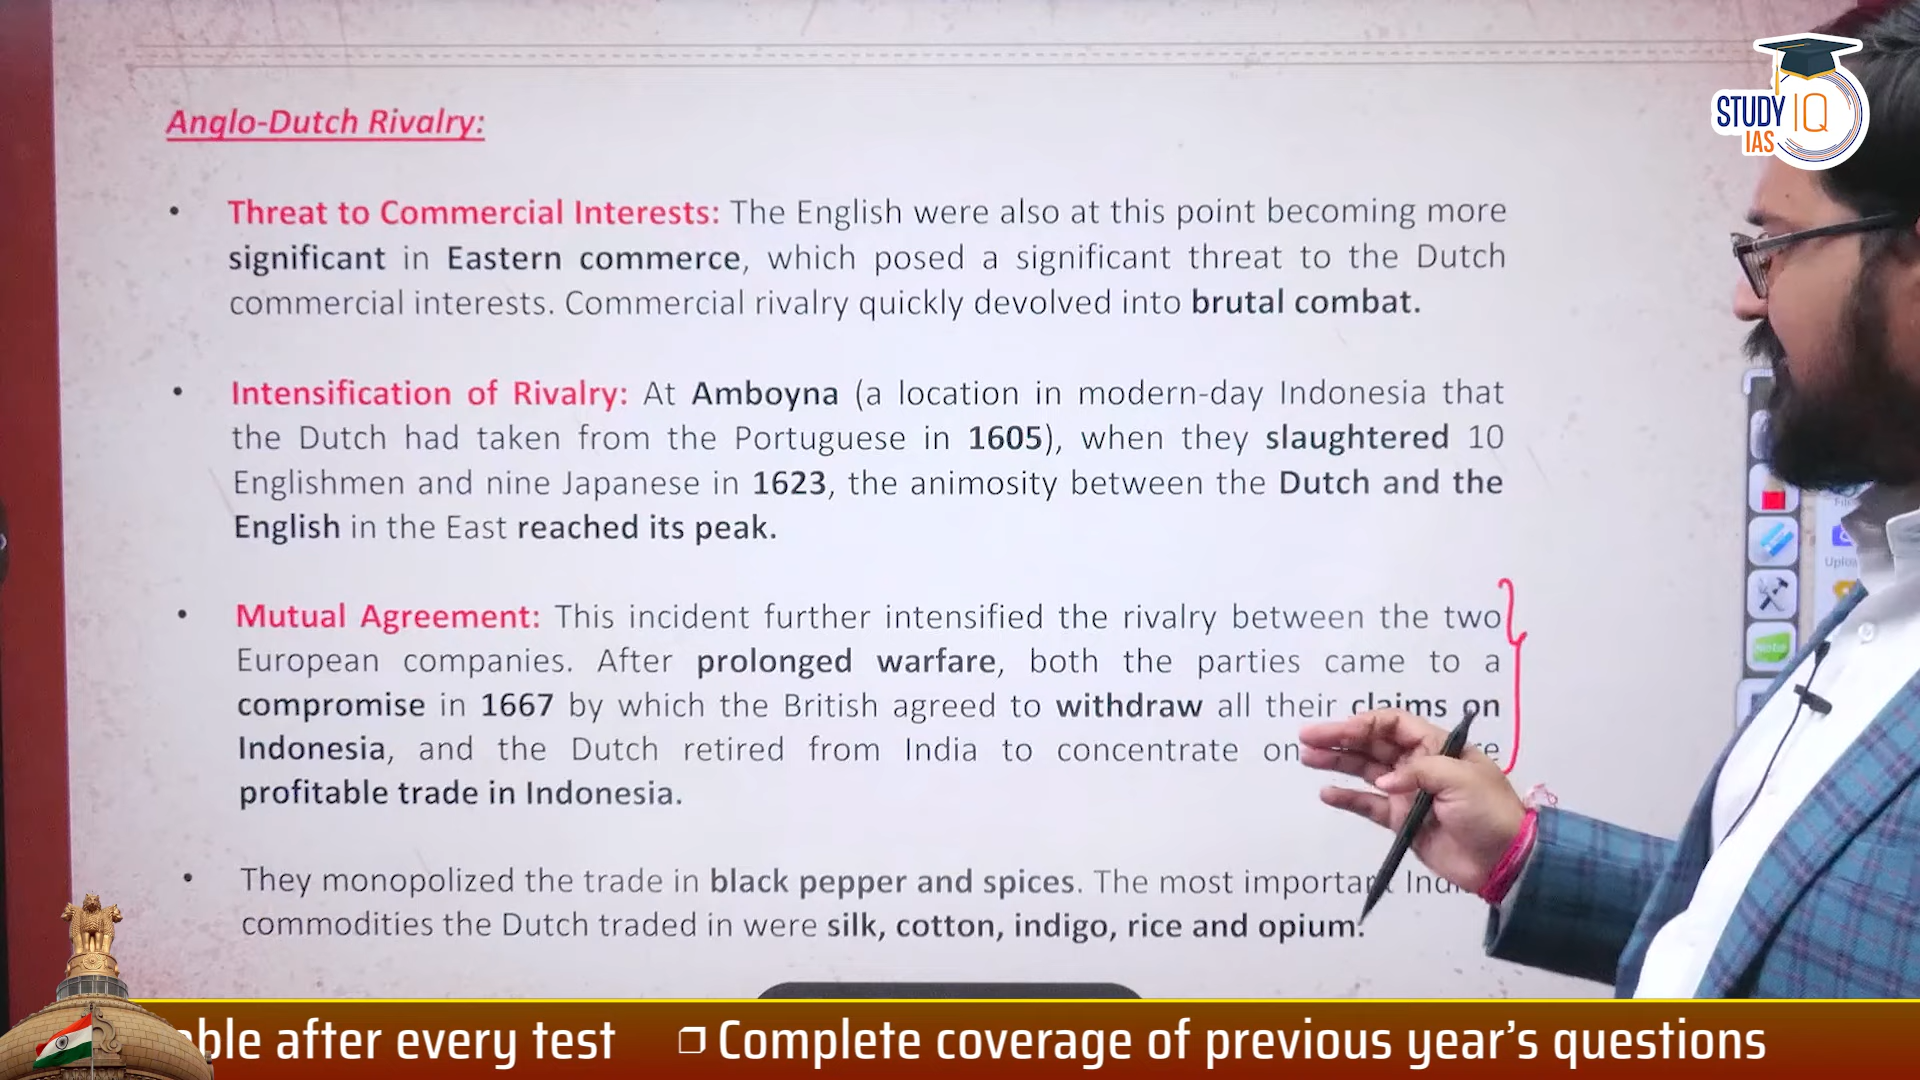 Anglo-Dutch Rivalry:
STUDY IQ
IAS
• Threat to Commercial Interests: The English were also at this point becoming more
significant in Eastern commerce, which posed a significant threat to the Dutch
commercial interests. Commercial rivalry quickly devolved into brutal combat.
• Intensification of Rivalry: At Amboyna (a location in modern-day Indonesia that
the Dutch had taken from the Portuguese in 1605), when they slaughtered 10
Englishmen and nine Japanese in 1623, the animosity between the Dutch and the
English in the East reached its peak.
• Mutual Agreement: This incident further intensified the rivalry between the two
European companies. After prolonged warfare, both the parties came to a
compromise in 1667 by which the British agreed to withdraw all their claims on
Indonesia, and the Dutch retired from India to concentrate on
profitable trade in Indonesia.
• They monopolized the trade in black pepper and spices. The most important
commodities the Dutch traded in were silk, cotton, indigo, rice and opium.
Note
after every test ❐ Complete coverage of previous year's questions